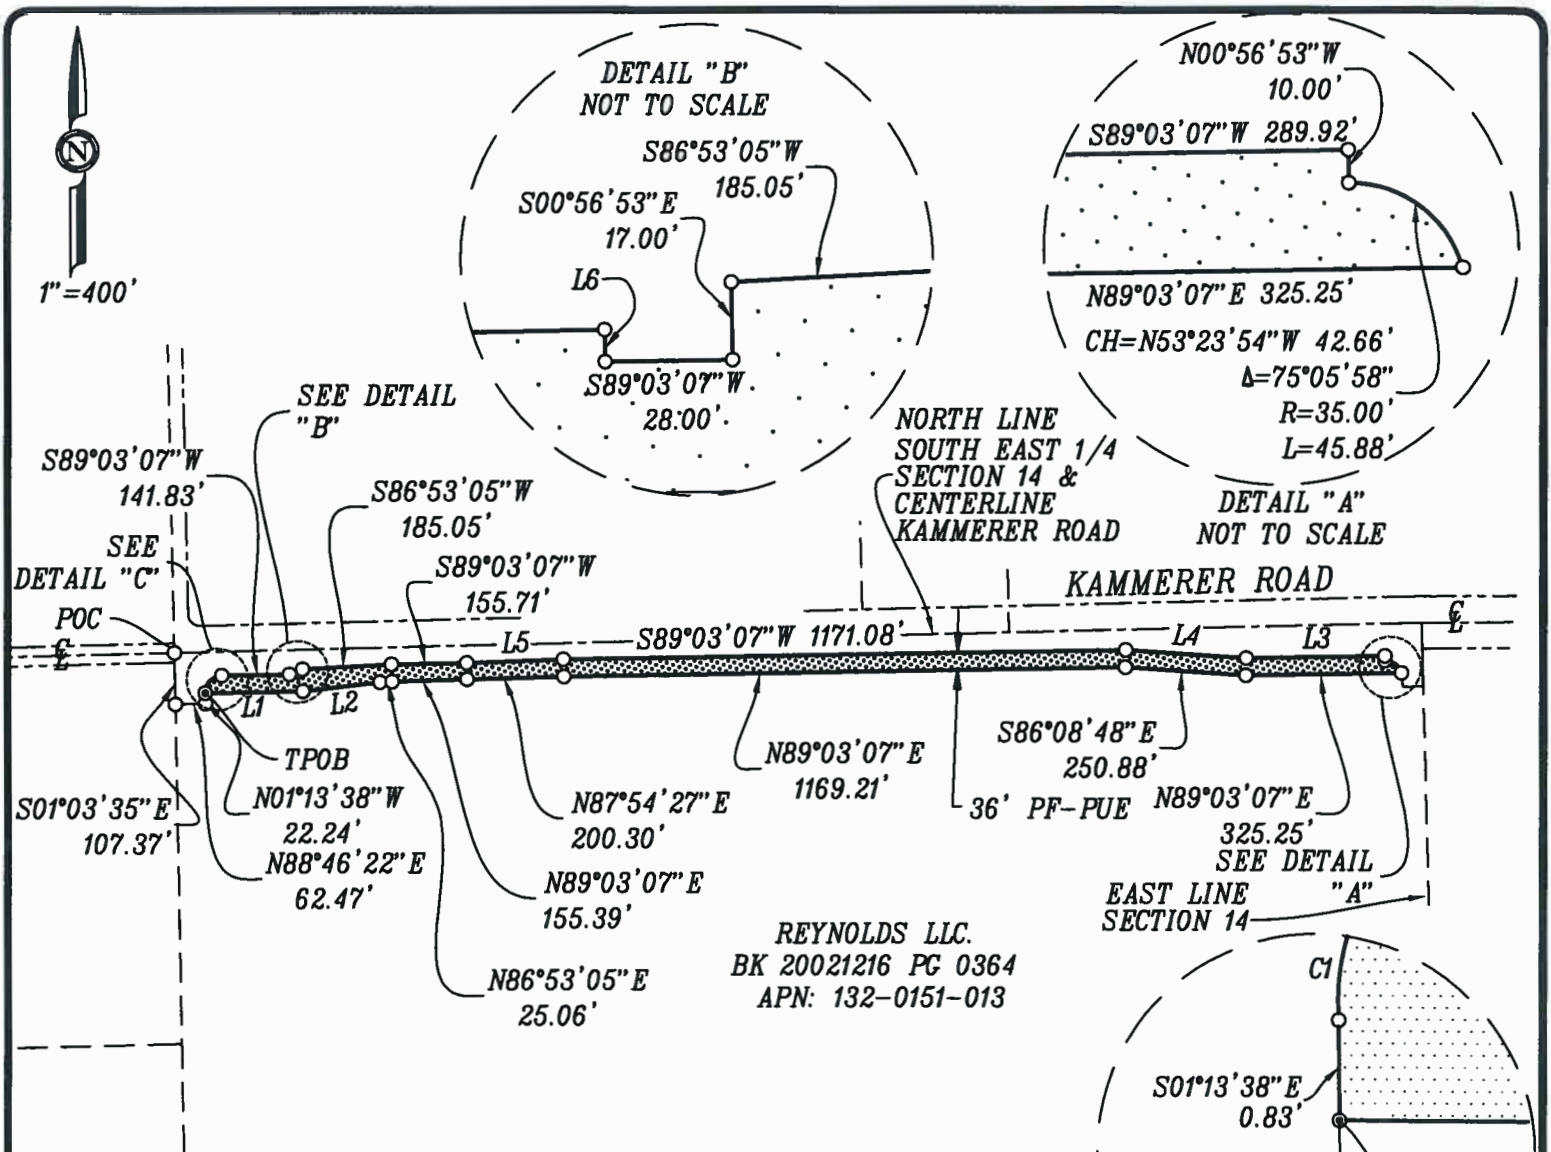 N
1"=400'
DETAIL "B"
NOT TO SCALE
S86°53'05"W
185.05'
S00°56'53"E
17.00'
L6
S89°03'07"W
28.00'
N00°56'53"W
10.00'
S89°03'07"W 289.92'
N89°03'07"E 325.25'
CH=N53°23'54"W 42.66'
Δ=75°05'58"
R=35.00'
L=45.88'
DETAIL "A"
NOT TO SCALE
SEE DETAIL
"B"
S89°03'07"W
141.83'
S86°53'05"W
185.05'
SEE
DETAIL "C"
POC
S89°03'07"W
155.71'
NORTH LINE
SOUTH EAST 1/4
SECTION 14 &
CENTERLINE
KAMMERER ROAD
KAMMERER ROAD
℄
℄
L5
S89°03'07"W 1171.08'
L4
L3
L1
L2
TPOB
S01°03'35"E
107.37'
N01°13'38"W
22.24'
N88°46'22"E
62.47'
N87°54'27"E
200.30'
N89°03'07"E
155.39'
N86°53'05"E
25.06'
N89°03'07"E
1169.21'
36' PF-PUE
S86°08'48"E
250.88'
N89°03'07"E
325.25'
SEE DETAIL
"A"
EAST LINE
SECTION 14
REYNOLDS LLC.
BK 20021216 PG 0364
APN: 132-0151-013
C1
S01°13'38"E
0.83'